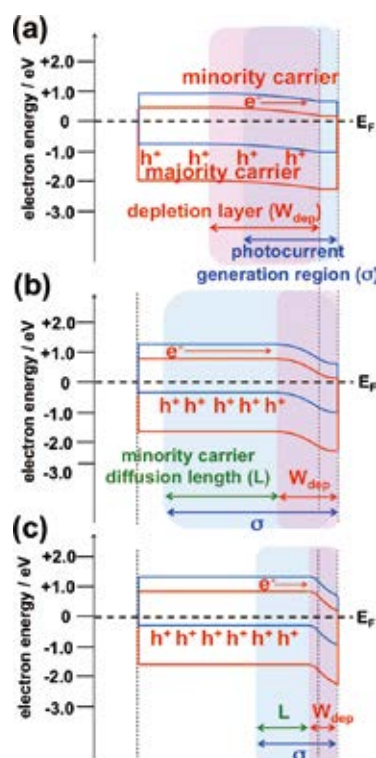 (a)
electron energy / eV
+2.0
+1.0
0
-1.0
-2.0
-3.0
minority carrier
e-
E_F
h+ h+ h+ h+
majority carrier
depletion layer (W_dep)
photocurrent
generation region (σ)
(b)
electron energy / eV
+2.0
+1.0
0
-1.0
-2.0
-3.0
e-
E_F
h+ h+ h+ h+ h+
minority carrier
diffusion length (L)
W_dep
σ
(c)
electron energy / eV
+2.0
+1.0
0
-1.0
-2.0
-3.0
e-
E_F
h+ h+ h+ h+ h+ h+
L
W_dep
σ